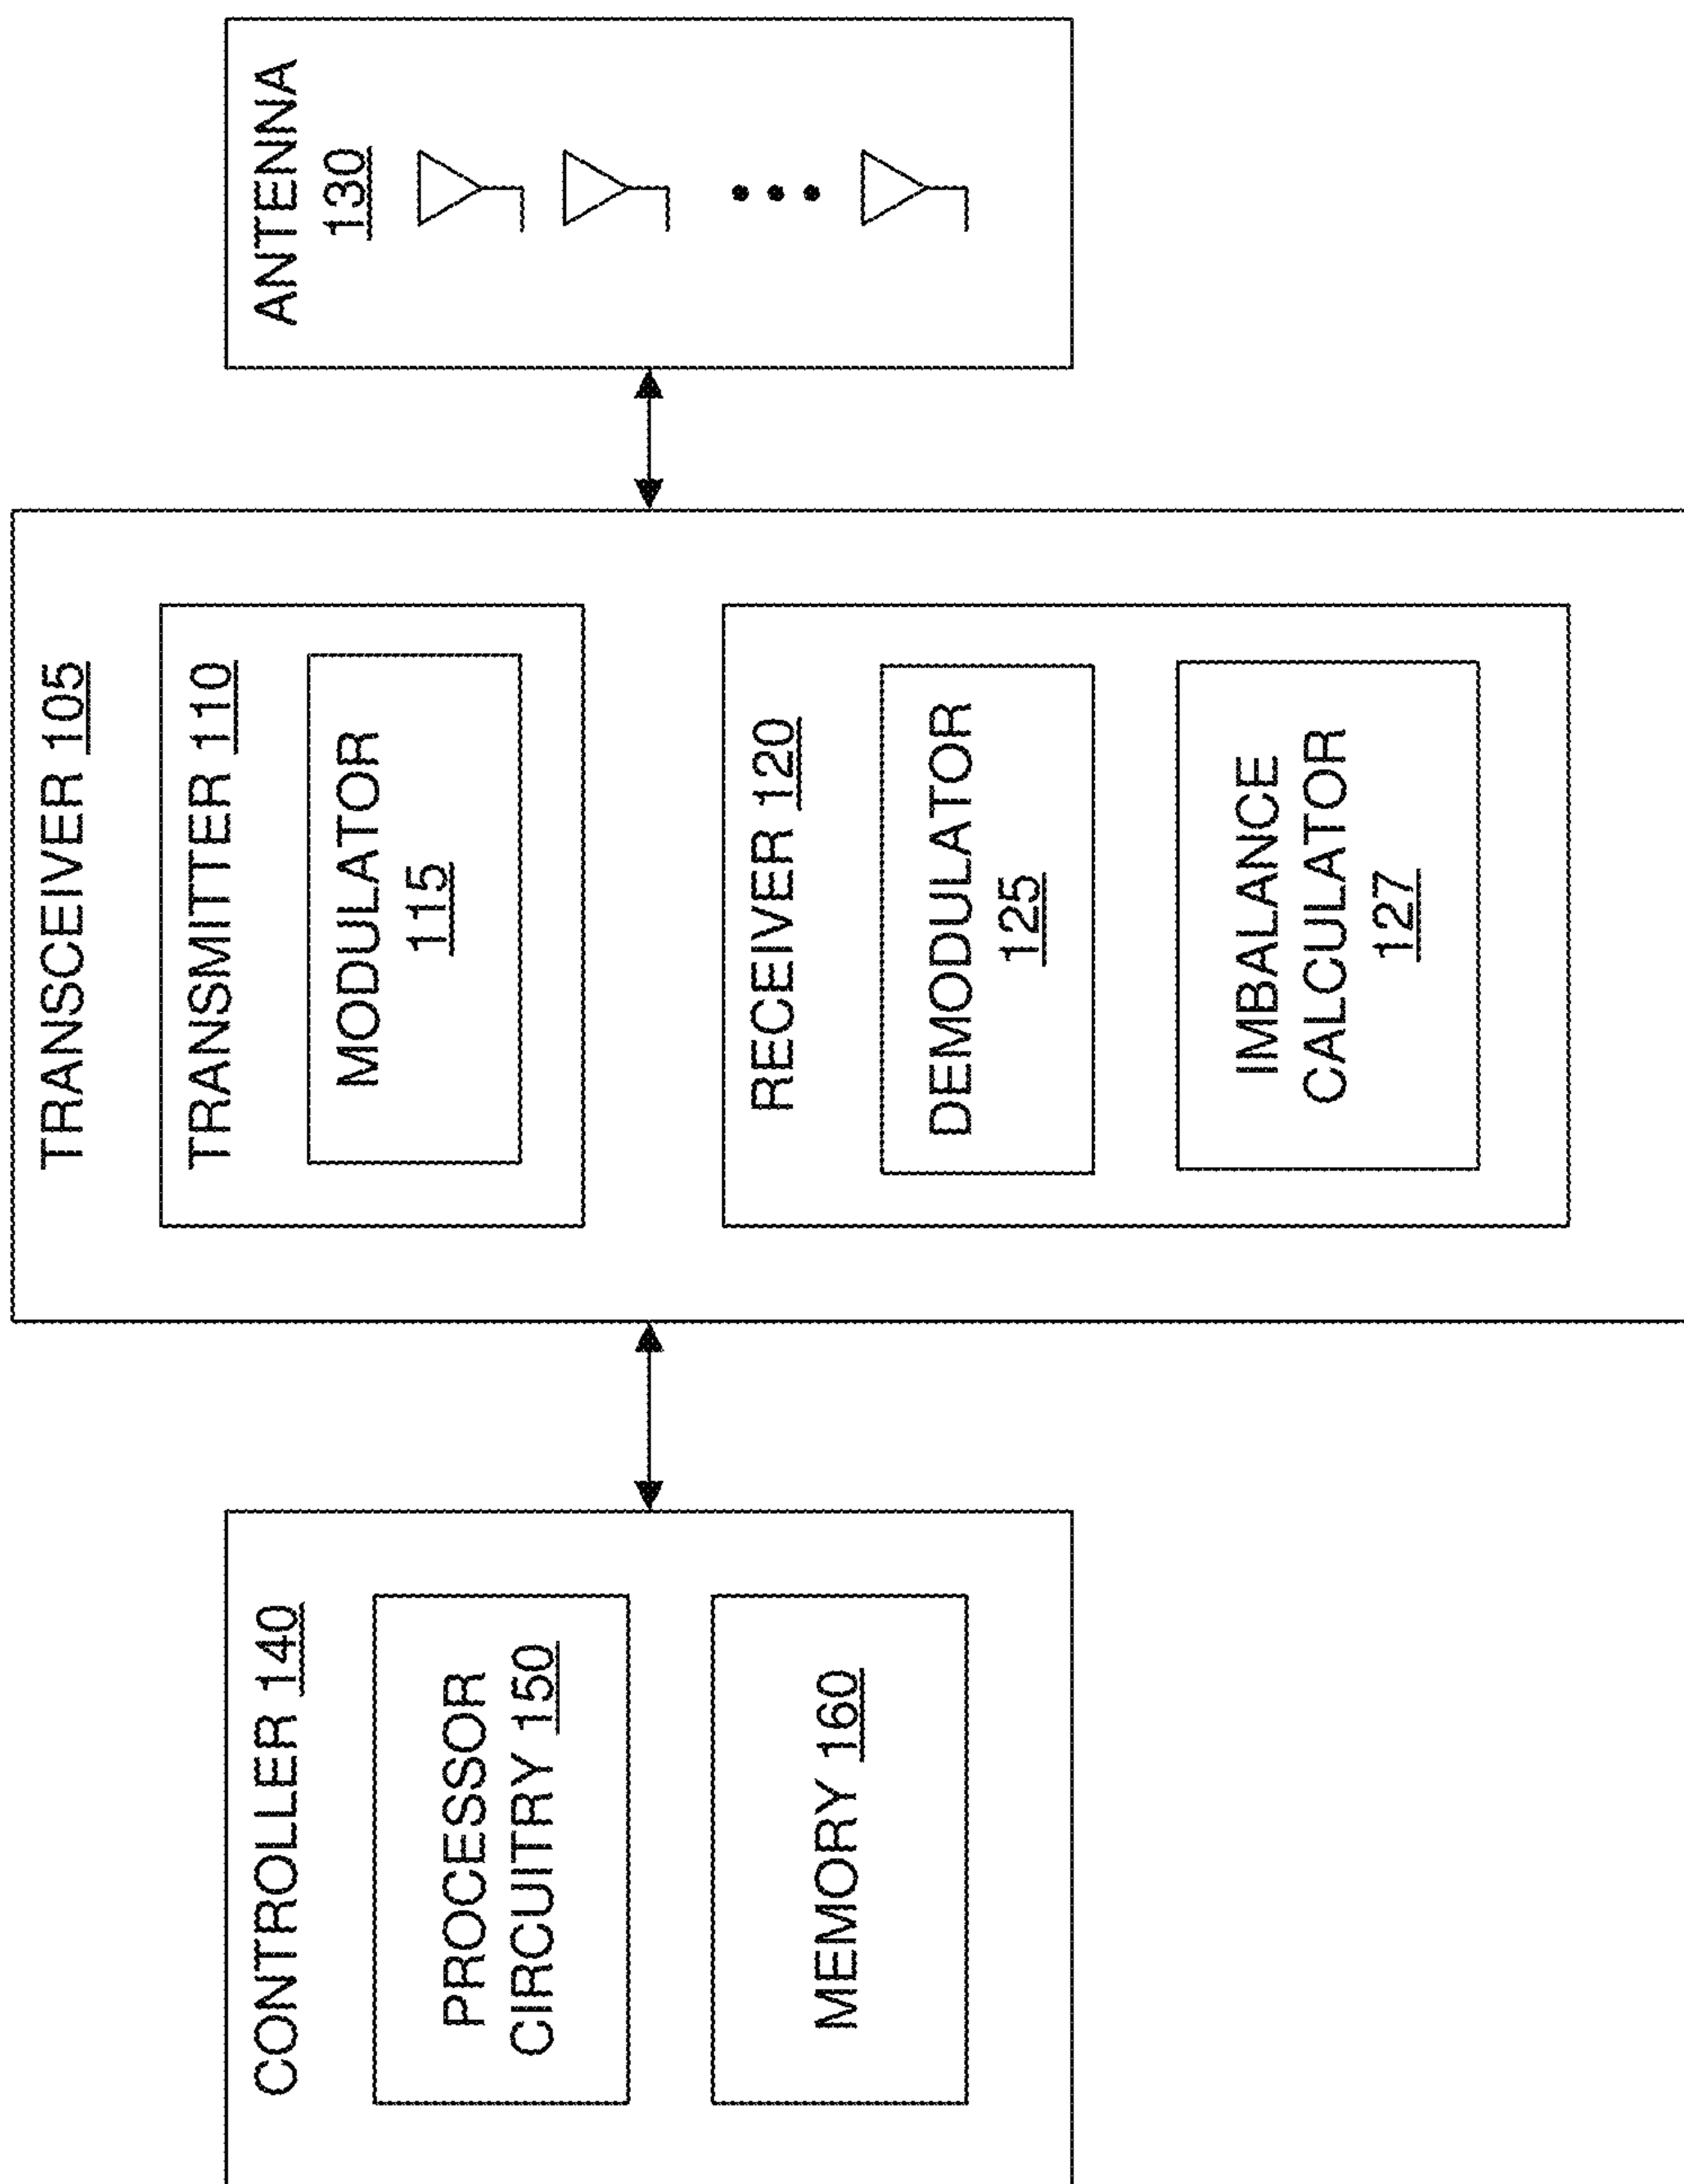 CONTROLLER 140
PROCESSOR
CIRCUITRY 150
MEMORY 160
TRANSCEIVER 105
TRANSMITTER 110
MODULATOR
115
RECEIVER 120
DEMODULATOR
125
IMBALANCE
CALCULATOR
127
ANTENNA
130